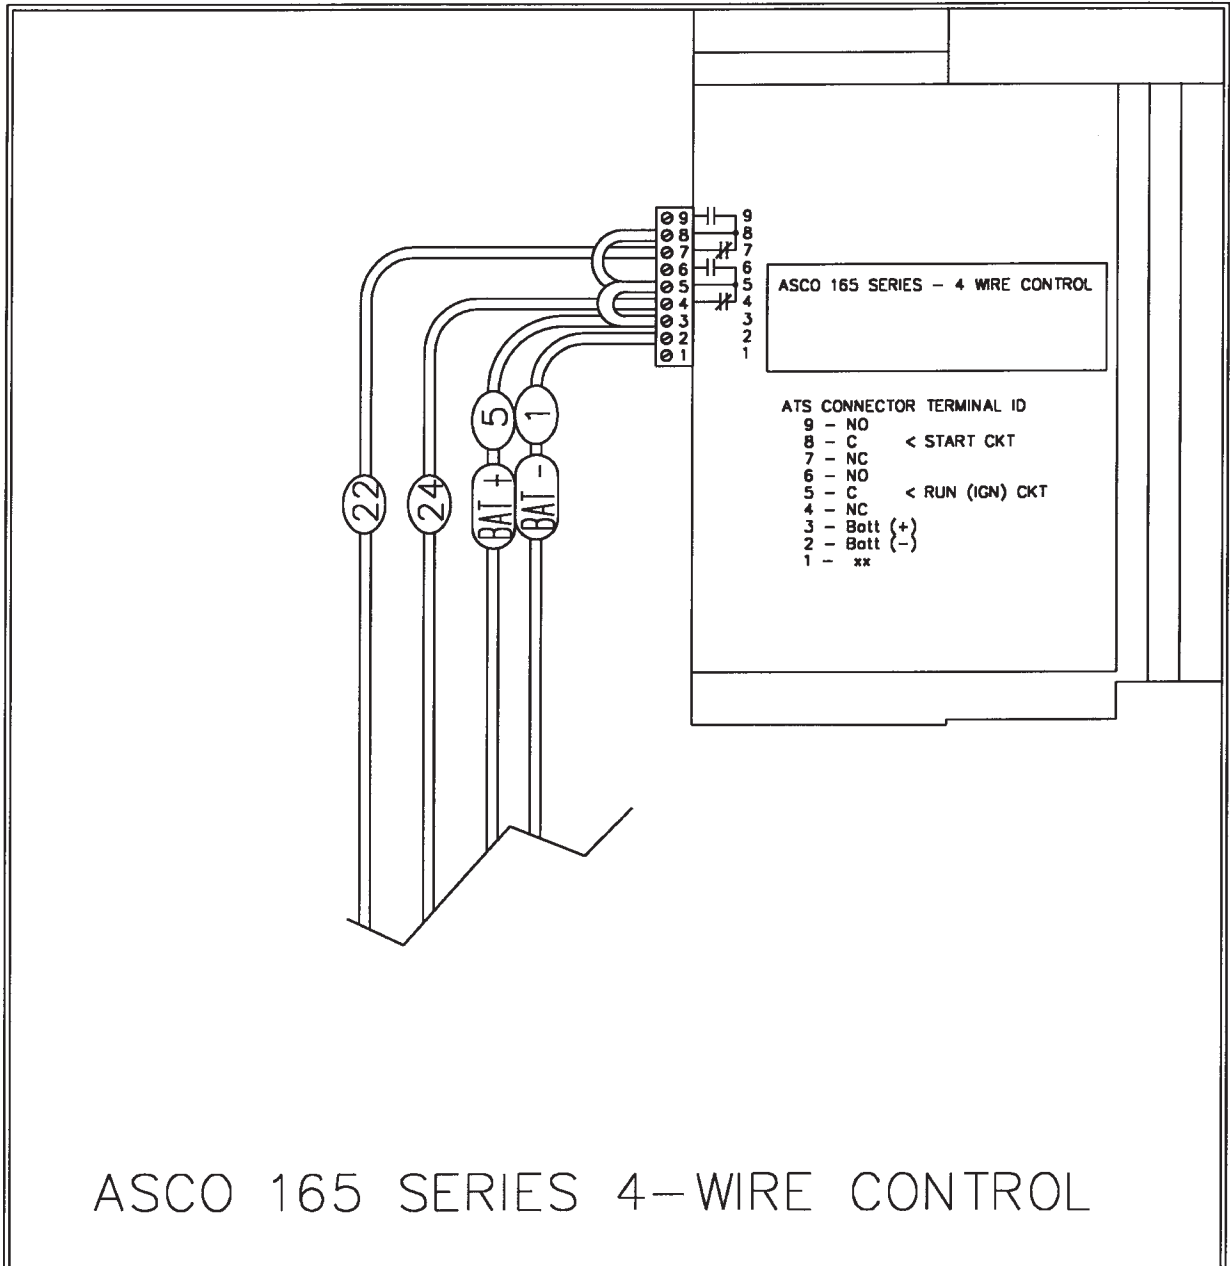 9 9
8 8
7 7
6 6
5 5
4 4
3 3
2 2
1 1
ASCO 165 SERIES - 4 WIRE CONTROL
ATS CONNECTOR TERMINAL ID
9 - NO
8 - C < START CKT
7 - NC
6 - NO
5 - C < RUN (IGN) CKT
4 - NC
3 - Batt (+)
2 - Batt (-)
1 - xx
5
1
22
24
BAT +
BAT -
ASCO 165 SERIES 4-WIRE CONTROL